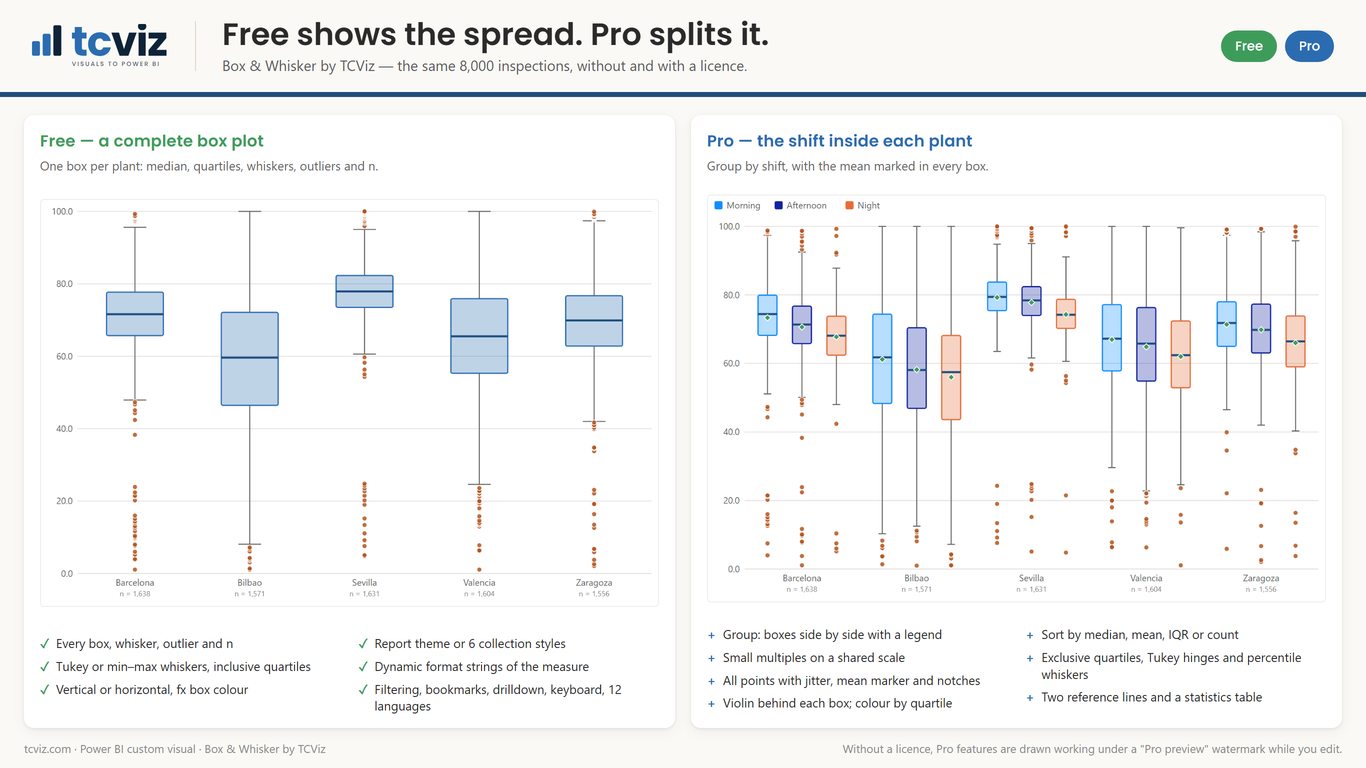 tcviz
VISUALS TO POWER BI
Free shows the spread. Pro splits it.
Box & Whisker by TCViz — the same 8,000 inspections, without and with a licence.
Free
Pro
Free — a complete box plot
One box per plant: median, quartiles, whiskers, outliers and n.
100.0
80.0
60.0
40.0
20.0
0.0
Barcelona
n = 1,638
Bilbao
n = 1,571
Sevilla
n = 1,631
Valencia
n = 1,604
Zaragoza
n = 1,556
✓ Every box, whisker, outlier and n
✓ Tukey or min–max whiskers, inclusive quartiles
✓ Vertical or horizontal, fx box colour
✓ Report theme or 6 collection styles
✓ Dynamic format strings of the measure
✓ Filtering, bookmarks, drilldown, keyboard, 12
languages
Pro — the shift inside each plant
Group by shift, with the mean marked in every box.
Morning
Afternoon
Night
100.0
80.0
60.0
40.0
20.0
0.0
Barcelona
n = 1,638
Bilbao
n = 1,571
Sevilla
n = 1,631
Valencia
n = 1,604
Zaragoza
n = 1,556
+ Group: boxes side by side with a legend
+ Small multiples on a shared scale
+ All points with jitter, mean marker and notches
+ Violin behind each box; colour by quartile
+ Sort by median, mean, IQR or count
+ Exclusive quartiles, Tukey hinges and percentile
whiskers
+ Two reference lines and a statistics table
tcviz.com · Power BI custom visual · Box & Whisker by TCViz
Without a licence, Pro features are drawn working under a "Pro preview" watermark while you edit.